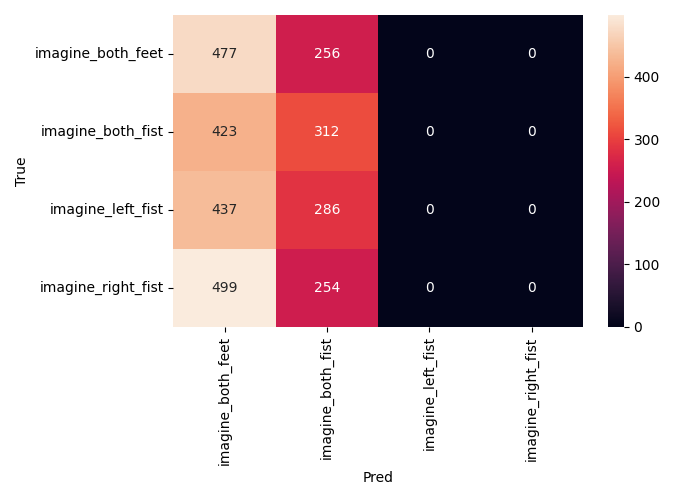 imagine_both_feet 477 256 0 0
imagine_both_fist 423 312 0 0
imagine_left_fist 437 286 0 0
imagine_right_fist 499 254 0 0
True
imagine_both_feet imagine_both_fist imagine_left_fist imagine_right_fist
Pred
400
300
200
100
0